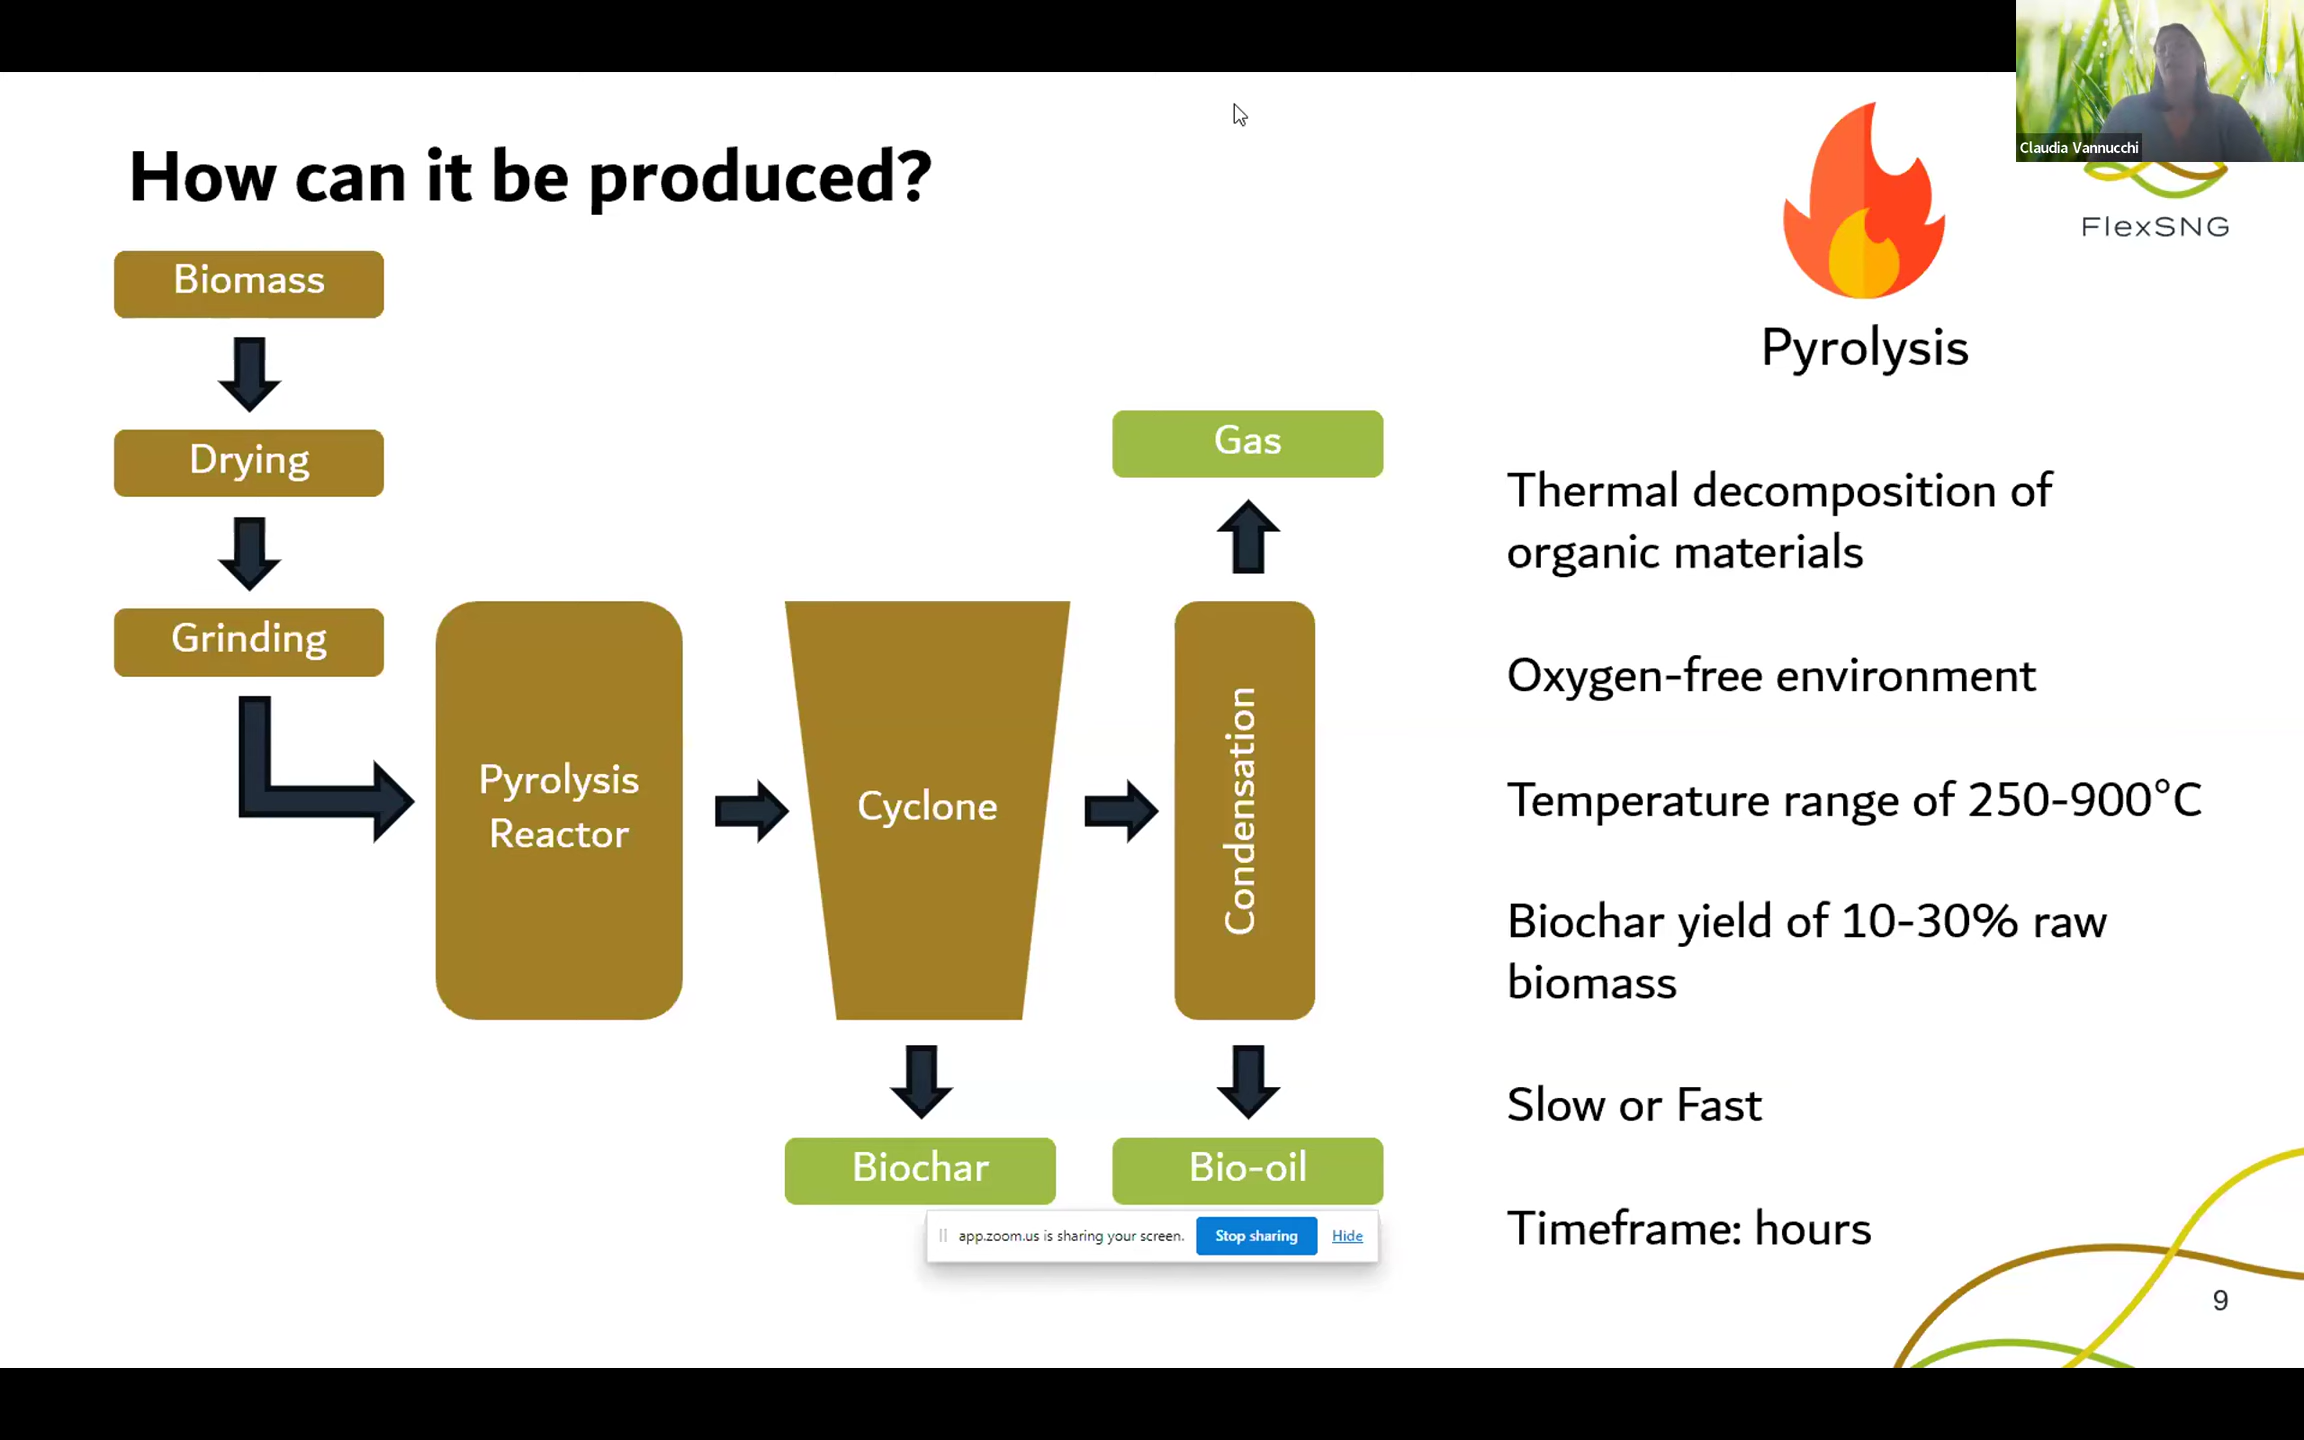 Claudia Vannucchi
How can it be produced?
FlexSNG
Biomass
Drying
Grinding
Pyrolysis
Reactor
Cyclone
Condensation
Gas
Biochar
Bio-oil
app.zoom.us is sharing your screen.
Stop sharing
Hide
Pyrolysis
Thermal decomposition of
organic materials
Oxygen-free environment
Temperature range of 250-900°C
Biochar yield of 10-30% raw
biomass
Slow or Fast
Timeframe: hours
9